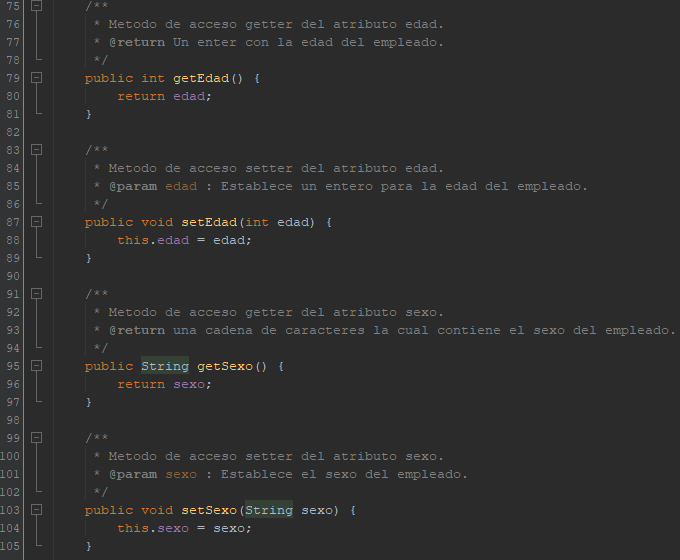 75 /**
76 * Metodo de acceso getter del atributo edad.
77 * @return Un enter con la edad del empleado.
78 */
79 public int getEdad() {
80 return edad;
81 }
82
83 /**
84 * Metodo de acceso setter del atributo edad.
85 * @param edad : Establece un entero para la edad del empleado.
86 */
87 public void setEdad(int edad) {
88 this.edad = edad;
89 }
90
91 /**
92 * Metodo de acceso getter del atributo sexo.
93 * @return una cadena de caracteres la cual contiene el sexo del empleado.
94 */
95 public String getSexo() {
96 return sexo;
97 }
98
99 /**
100 * Metodo de acceso setter del atributo sexo.
101 * @param sexo : Establece el sexo del empleado.
102 */
103 public void setSexo(String sexo) {
104 this.sexo = sexo;
105 }